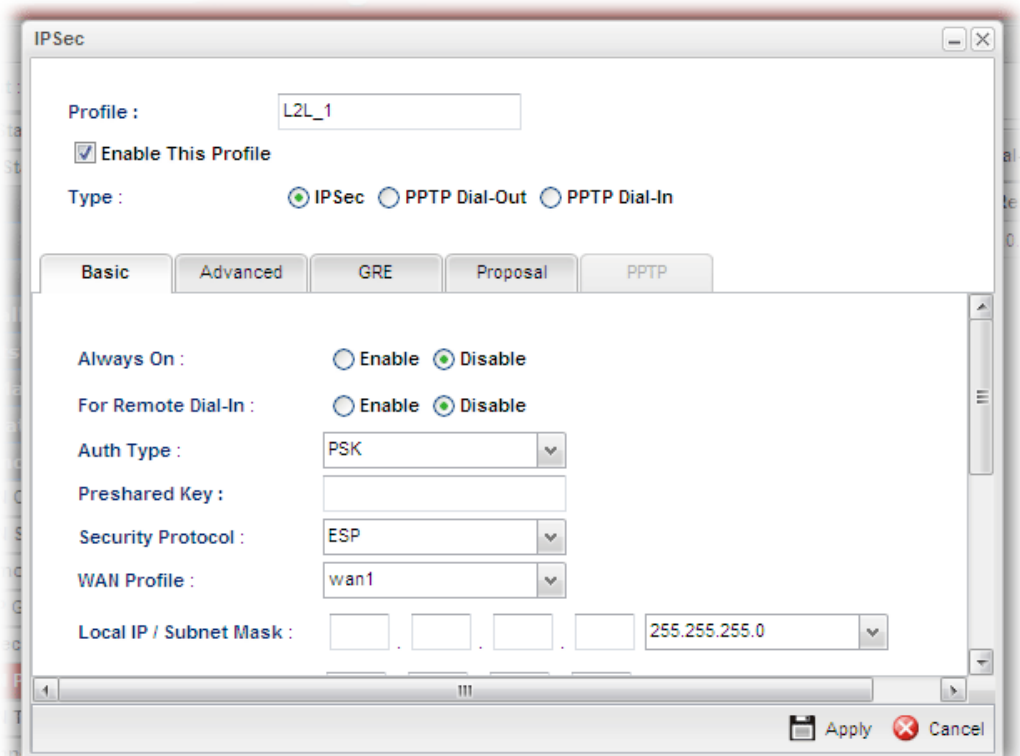 IPSec
Profile : L2L_1
Enable This Profile
Type : IPSec PPTP Dial-Out PPTP Dial-In
Basic Advanced GRE Proposal PPTP
Always On : Enable Disable
For Remote Dial-In : Enable Disable
Auth Type : PSK
Preshared Key :
Security Protocol : ESP
WAN Profile : wan1
Local IP / Subnet Mask : . . . 255.255.255.0
Apply Cancel